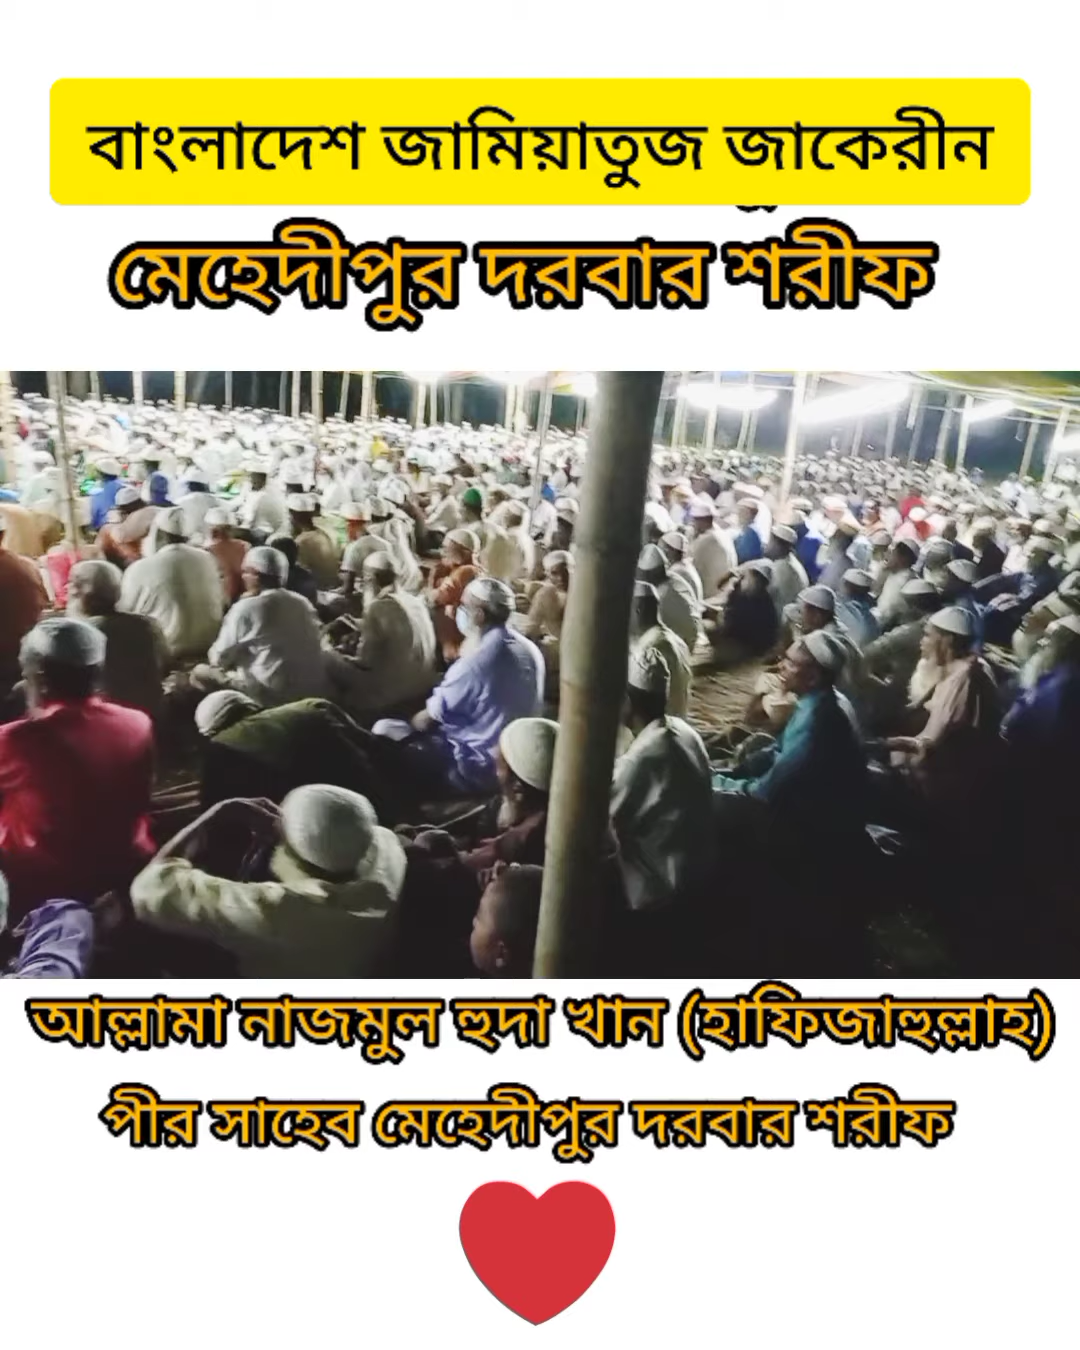 বাংলাদেশ জামিয়াতুজ জাকেরীন
মেহেদীপুর দরবার শরীফ
আল্লামা নাজমুল হুদা খান (হাফিজাহুল্লাহ)
পীর সাহেব মেহেদীপুর দরবার শরীফ